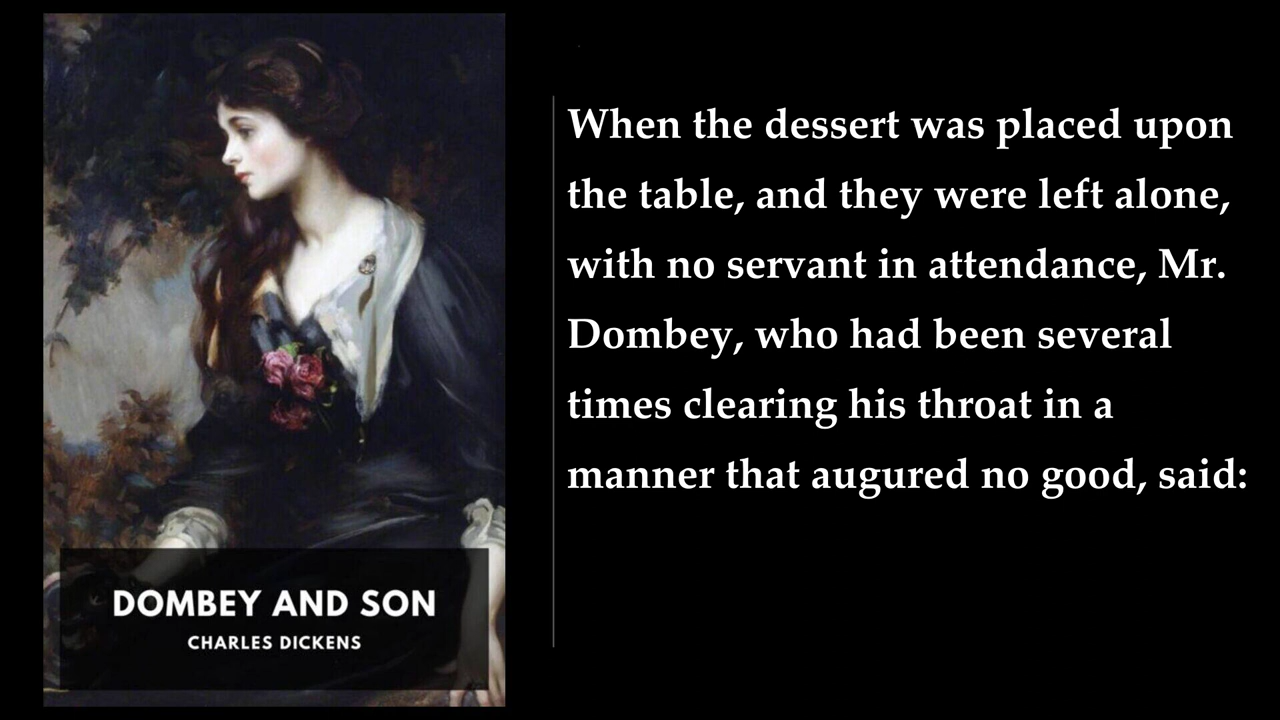 When the dessert was placed upon
the table, and they were left alone,
with no servant in attendance, Mr.
Dombey, who had been several
times clearing his throat in a
manner that augured no good, said:
DOMBEY AND SON
CHARLES DICKENS